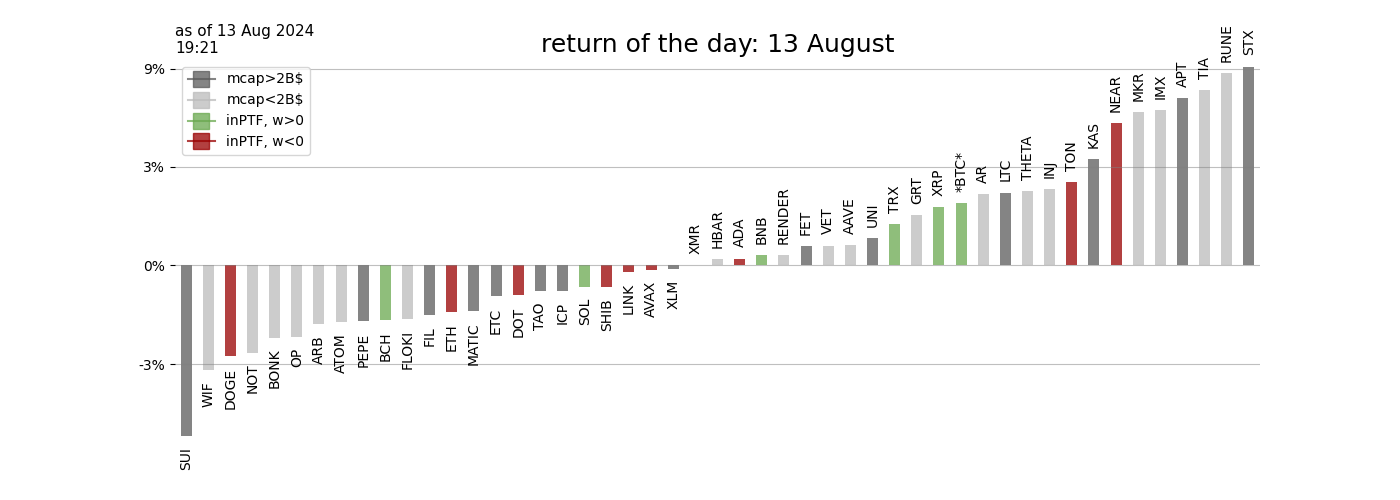 as of 13 Aug 2024
19:21
return of the day: 13 August
mcap>2B$
mcap<2B$
inPTF, w>0
inPTF, w<0
9%
3%
0%
-3%
SUI
WIF
DOGE
NOT
BONK
OP
ARB
ATOM
PEPE
BCH
FLOKI
FIL
ETH
MATIC
ETC
DOT
TAO
ICP
SOL
SHIB
LINK
AVAX
XLM
XMR
HBAR
ADA
BNB
RENDER
FET
VET
AAVE
UNI
TRX
GRT
XRP
*BTC*
AR
LTC
THETA
INJ
TON
KAS
NEAR
MKR
IMX
APT
TIA
RUNE
STX